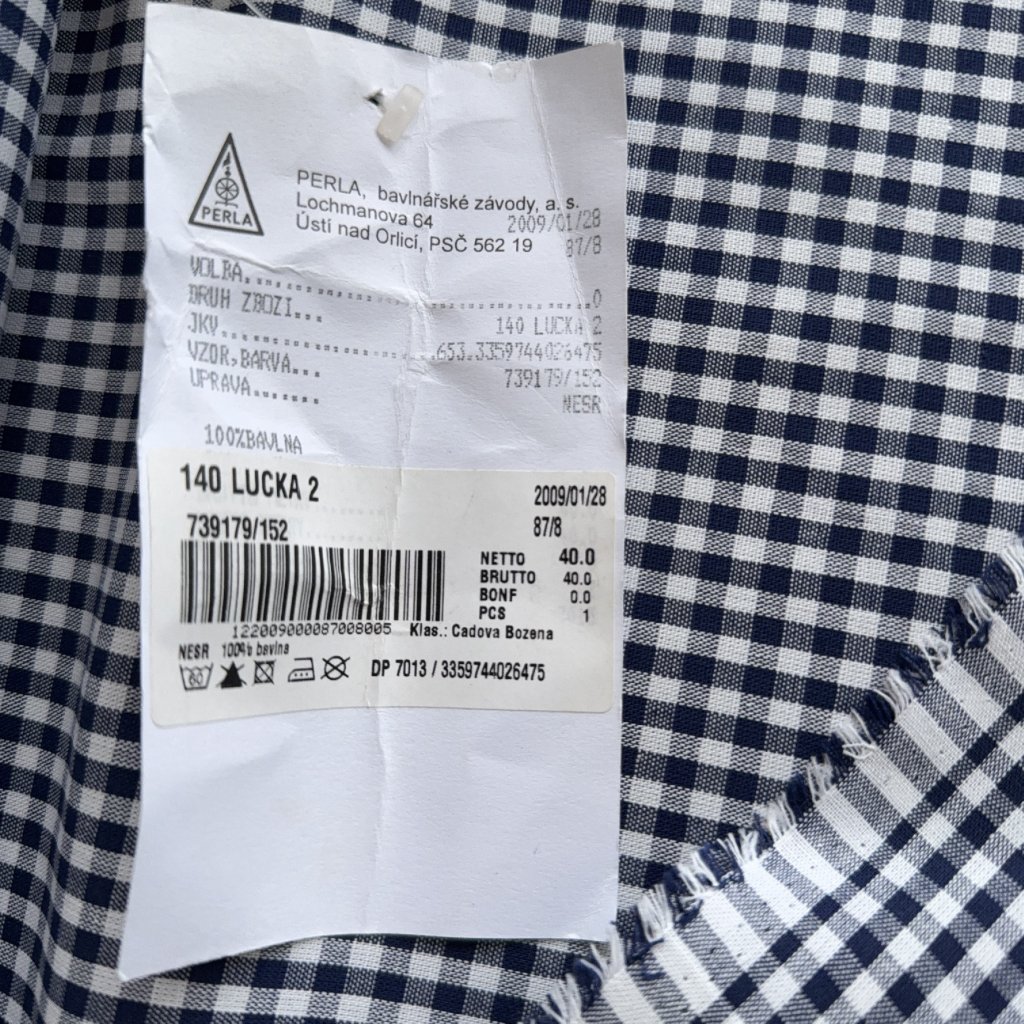 PERLA
PERLA, bavlnářské závody, a. s.
Lochmanova 64 2009/01/28
Ústí nad Orlicí, PSČ 562 19 87/8
VOLBA...........................................0
DRUH ZBOZI... 140 LUCKA 2
JKV.........................653.3359744026475
VZOR,BARVA... 739179/152
UPRAVA....... NESR
100%BAVLNA
140 LUCKA 2 2009/01/28
739179/152 87/8
NETTO 40.0
BRUTTO 40.0
BONF 0.0
PCS 1
122009000087008005 Klas.: Cadova Bozena
NESR 100% bavlna
60 DP 7013 / 3359744026475